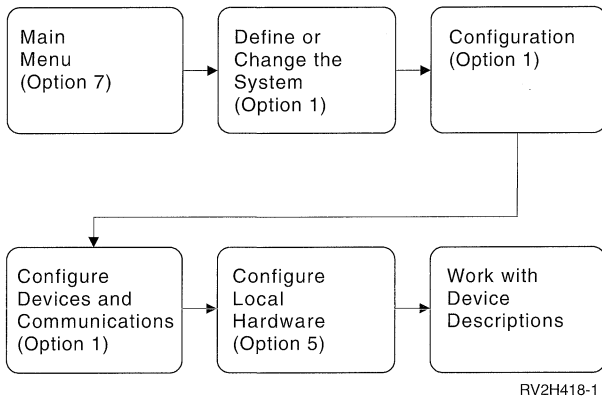 Main
Menu
(Option 7)
Define or
Change the
System
(Option 1)
Configuration
(Option 1)
Configure
Devices and
Communications
(Option 1)
Configure
Local
Hardware
(Option 5)
Work with
Device
Descriptions
RV2H418-1